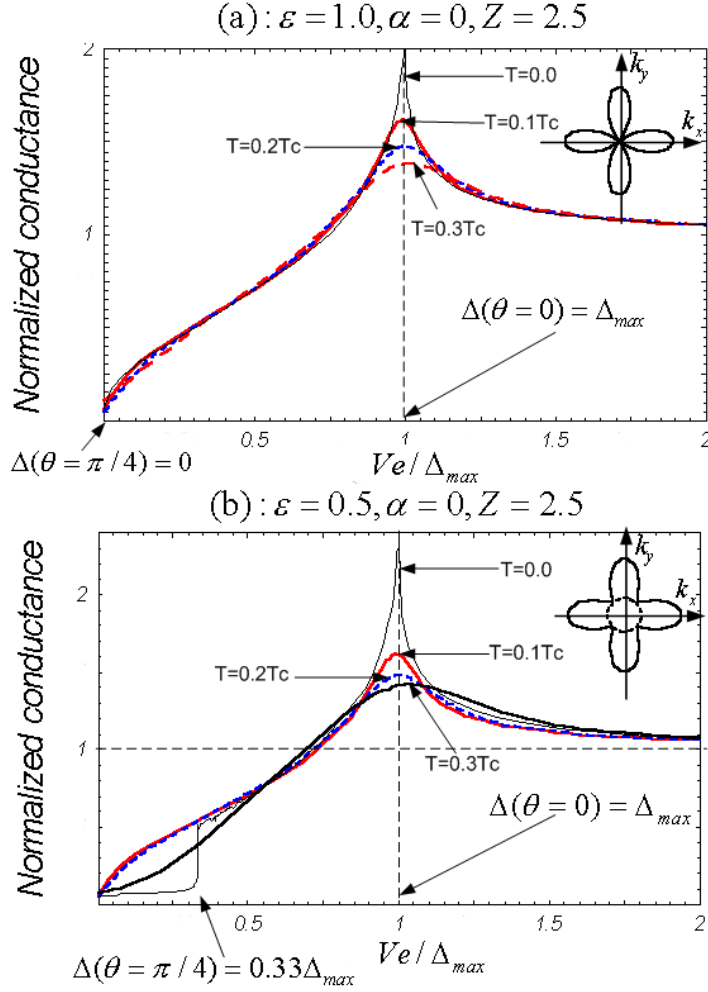 (a) : ε = 1.0, α = 0, Z = 2.5
2
T=0.0
k_y
T=0.1Tc
k_x
T=0.2Tc
T=0.3Tc
1
Normalized conductance
Δ(θ = 0) = Δ_max
0.5
1
1.5
2
Δ(θ = π / 4) = 0
Ve / Δ_max
(b) : ε = 0.5, α = 0, Z = 2.5
k_y
2
T=0.0
k_x
T=0.1Tc
T=0.2Tc
1
T=0.3Tc
Normalized conductance
Δ(θ = 0) = Δ_max
0.5
1
1.5
2
Ve / Δ_max
Δ(θ = π / 4) = 0.33Δ_max